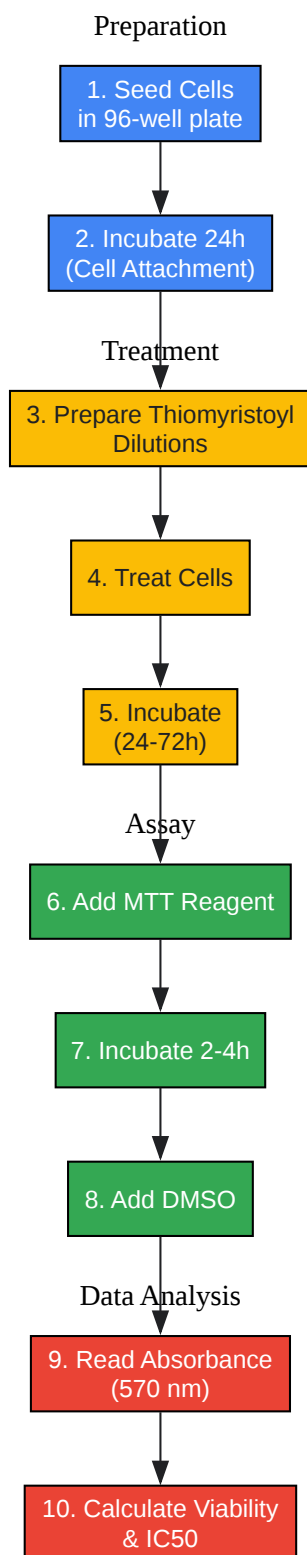 Preparation
1. Seed Cells
in 96-well plate
2. Incubate 24h
(Cell Attachment)
Treatment
3. Prepare Thiomyristoyl
Dilutions
4. Treat Cells
5. Incubate
(24-72h)
Assay
6. Add MTT Reagent
7. Incubate 2-4h
8. Add DMSO
Data Analysis
9. Read Absorbance
(570 nm)
10. Calculate Viability
& IC50